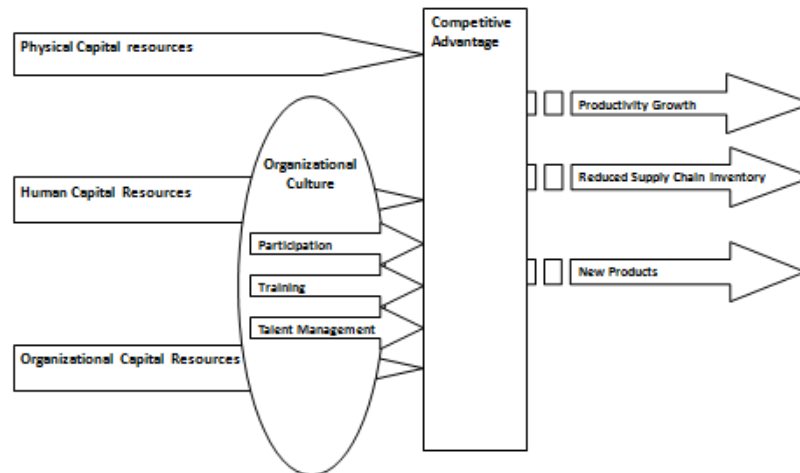 Physical Capital resources
Competitive
Advantage
Productivity Growth
Organizational
Culture
Human Capital Resources
Reduced Supply Chain Inventory
Participation
New Products
Training
Talent Management
Organizational Capital Resources